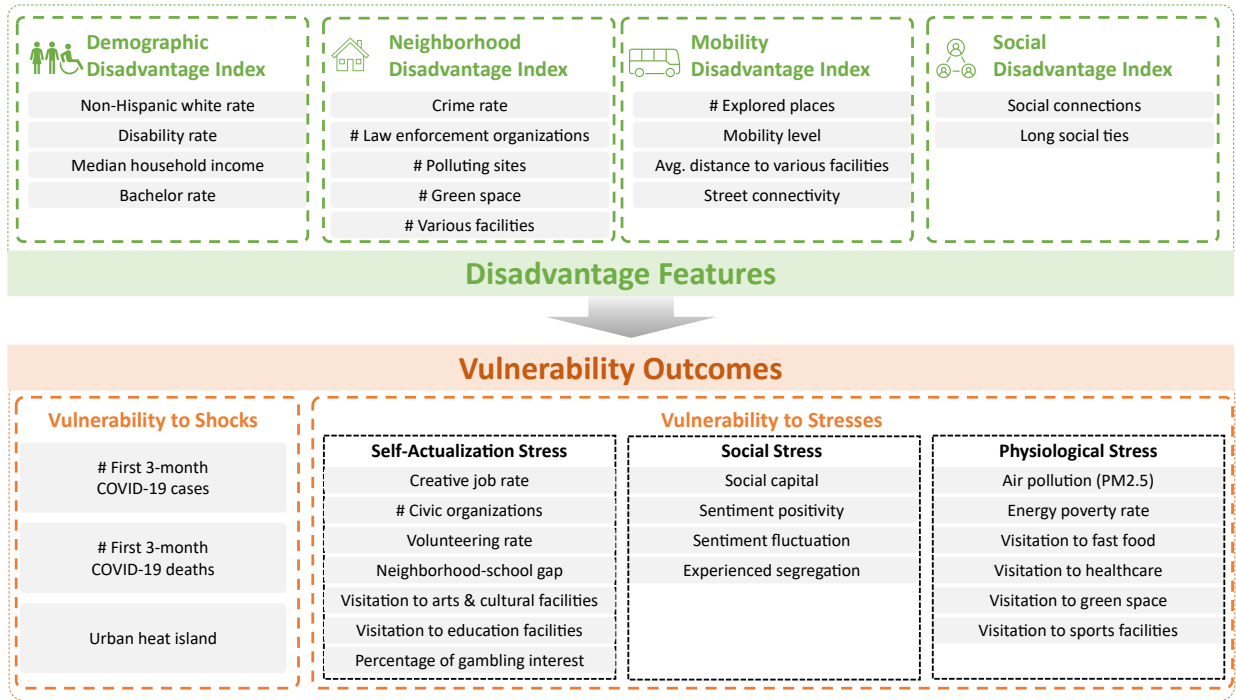 Demographic
Disadvantage Index
Non-Hispanic white rate
Disability rate
Median household income
Bachelor rate
Neighborhood
Disadvantage Index
Crime rate
# Law enforcement organizations
# Polluting sites
# Green space
# Various facilities
Mobility
Disadvantage Index
# Explored places
Mobility level
Avg. distance to various facilities
Street connectivity
Social
Disadvantage Index
Social connections
Long social ties
Disadvantage Features
Vulnerability Outcomes
Vulnerability to Shocks
# First 3-month
COVID-19 cases
# First 3-month
COVID-19 deaths
Urban heat island
Vulnerability to Stresses
Self-Actualization Stress
Creative job rate
# Civic organizations
Volunteering rate
Neighborhood-school gap
Visitation to arts & cultural facilities
Visitation to education facilities
Percentage of gambling interest
Social Stress
Social capital
Sentiment positivity
Sentiment fluctuation
Experienced segregation
Physiological Stress
Air pollution (PM2.5)
Energy poverty rate
Visitation to fast food
Visitation to healthcare
Visitation to green space
Visitation to sports facilities